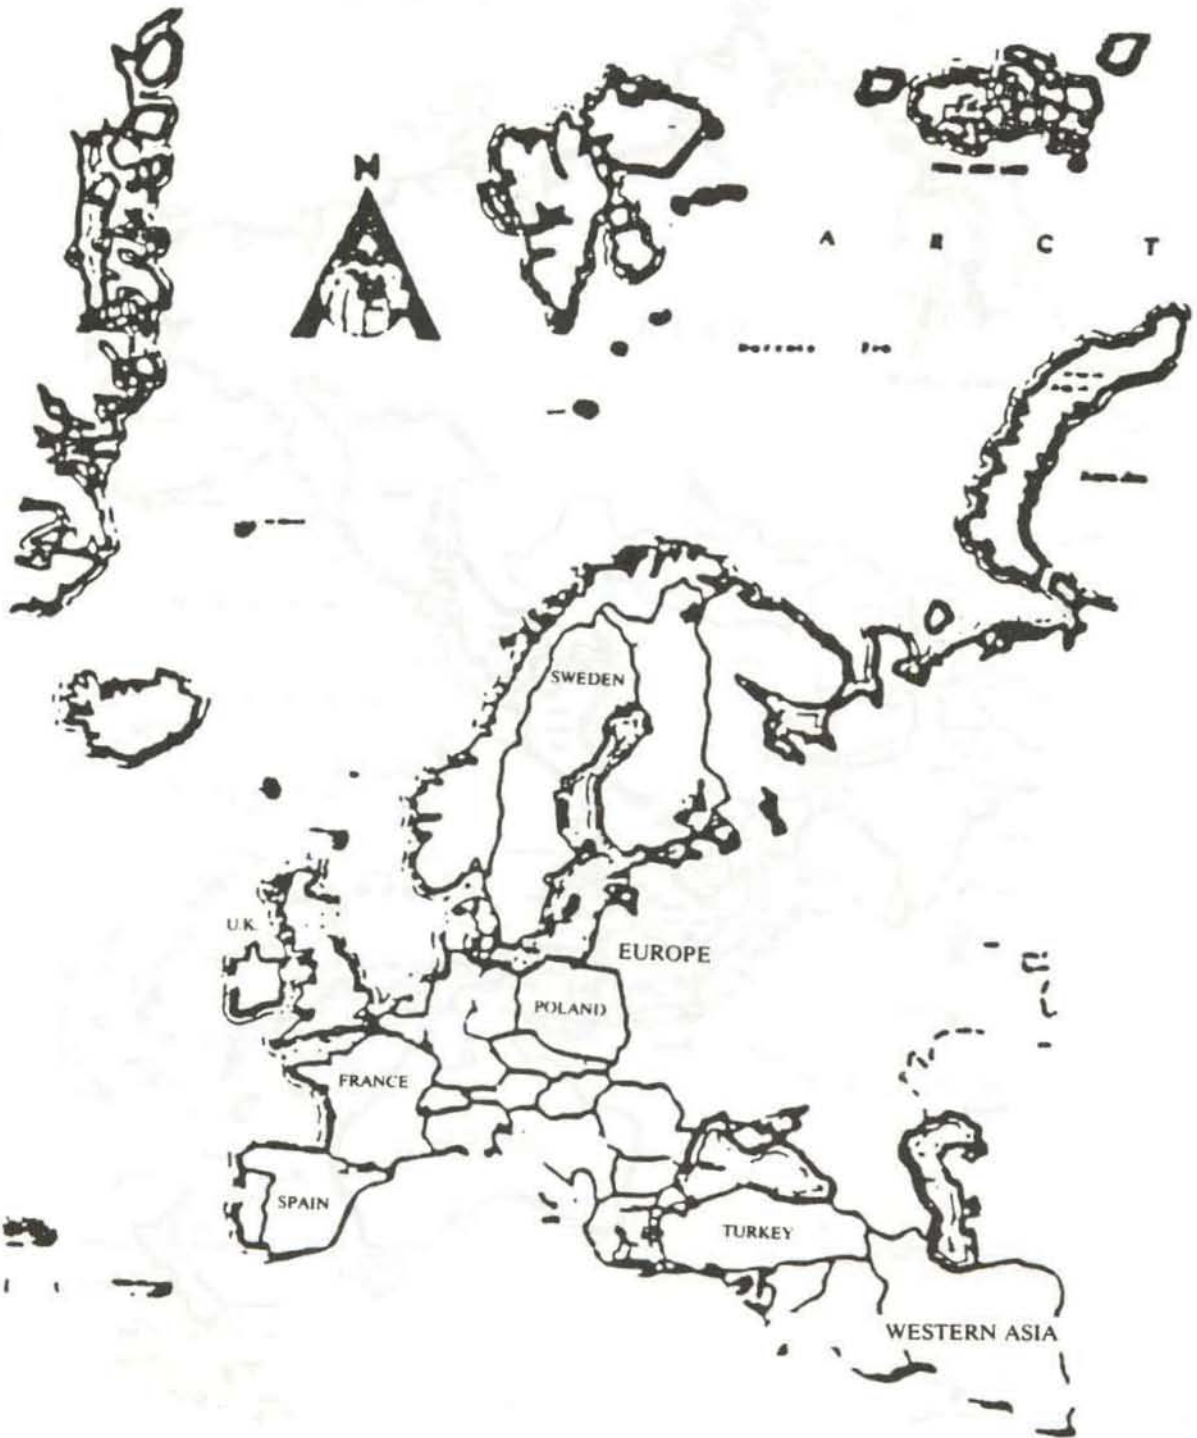 N
A R C T
SWEDEN
U.K.
EUROPE
POLAND
FRANCE
SPAIN
TURKEY
WESTERN ASIA